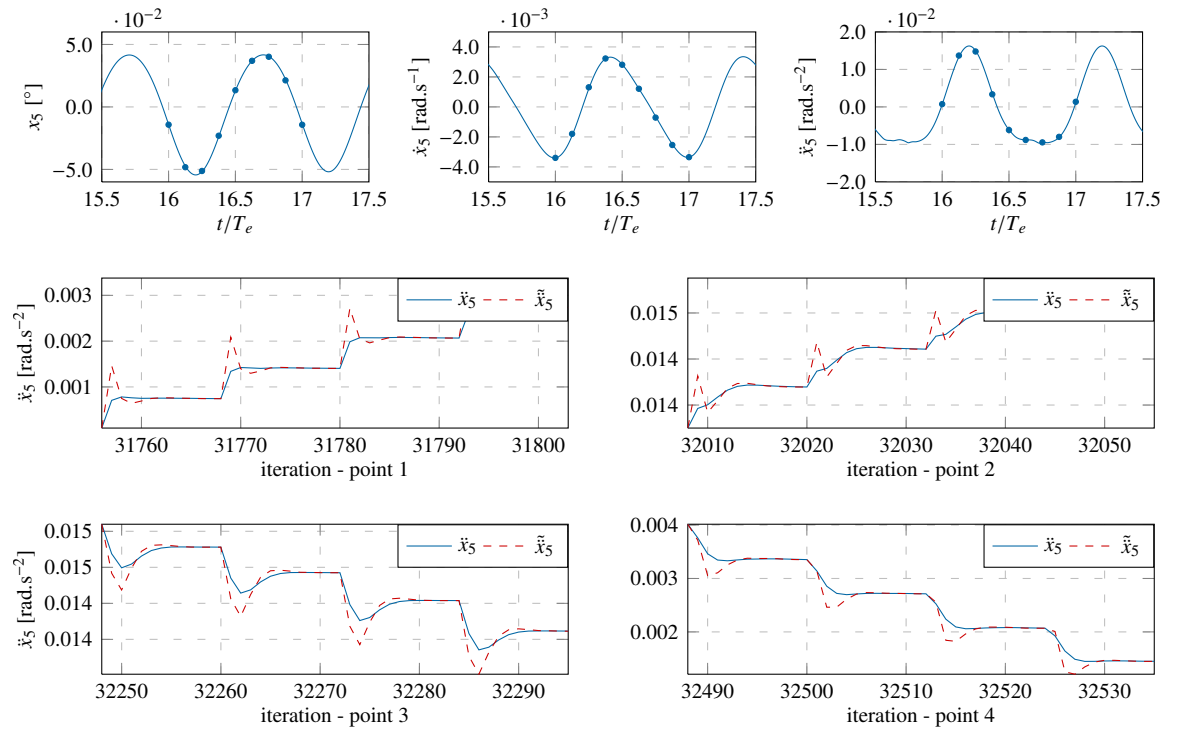 ·10⁻² ·10⁻³ ·10⁻²
5.0
0.0
−5.0
x₅ [°]
15.5 16 16.5 17 17.5
t/Tₑ
4.0
2.0
0.0
−2.0
−4.0
ẋ₅ [rad.s⁻¹]
15.5 16 16.5 17 17.5
t/Tₑ
2.0
1.0
0.0
−1.0
−2.0
ẍ₅ [rad.s⁻²]
15.5 16 16.5 17 17.5
t/Tₑ
0.003
0.002
0.001
ẍ₅ [rad.s⁻²]
ẍ₅ ẍ̃₅
31760 31770 31780 31790 31800
iteration - point 1
0.015
0.014
0.014
ẍ₅ ẍ̃₅
32010 32020 32030 32040 32050
iteration - point 2
0.015
0.015
0.014
0.014
ẍ₅ [rad.s⁻²]
ẍ₅ ẍ̃₅
32250 32260 32270 32280 32290
iteration - point 3
0.004
0.003
0.002
ẍ₅ ẍ̃₅
32490 32500 32510 32520 32530
iteration - point 4